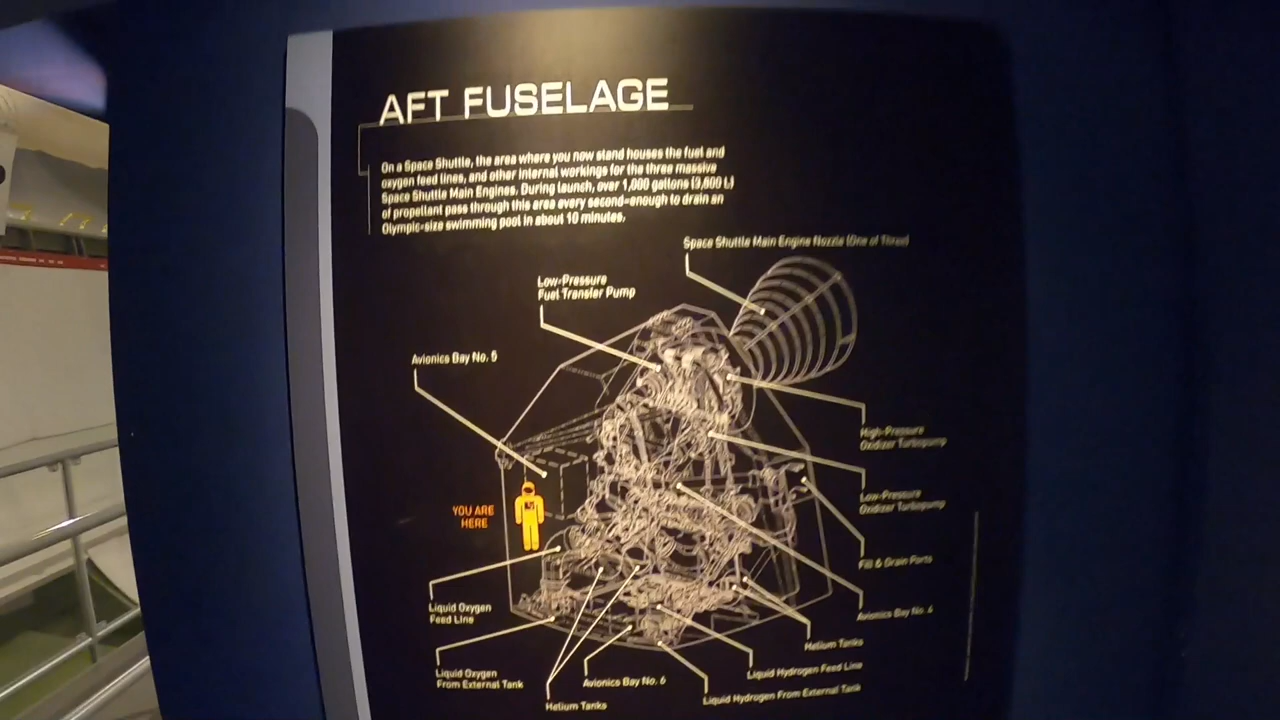 AFT FUSELAGE
On a Space Shuttle, the area where you now stand houses the fuel and
oxygen feed lines, and other internal workings for the three massive
Space Shuttle Main Engines. During launch, over 1,000 gallons (3,800 L)
of propellant pass through this area every second–enough to drain an
Olympic-size swimming pool in about 10 minutes.
Space Shuttle Main Engine Nozzle (One of Three)
Low-Pressure
Fuel Transfer Pump
Avionics Bay No. 5
High-Pressure
Oxidizer Turbopump
Low-Pressure
Oxidizer Turbopump
YOU ARE
HERE
Fill & Drain Ports
Liquid Oxygen
Feed Line
Avionics Bay No. 4
Helium Tanks
Liquid Hydrogen Feed Line
Liquid Oxygen
From External Tank
Avionics Bay No. 6
Liquid Hydrogen From External Tank
Helium Tanks